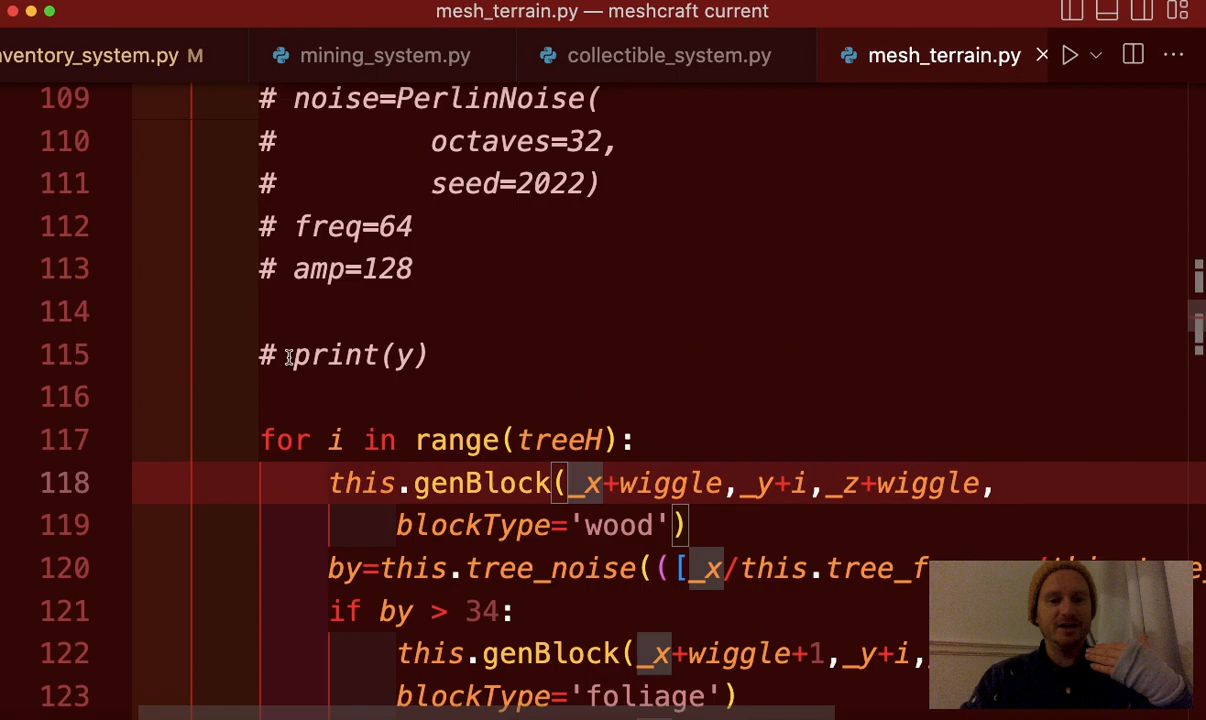 mesh_terrain.py — meshcraft current
nventory_system.py M mining_system.py collectible_system.py mesh_terrain.py
109 # noise=PerlinNoise(
110 # octaves=32,
111 # seed=2022)
112 # freq=64
113 # amp=128
114
115 # print(y)
116
117 for i in range(treeH):
118 this.genBlock(_x+wiggle,_y+i,_z+wiggle,
119 blockType='wood')
120 by=this.tree_noise(([_x/this.tree_f
121 if by > 34:
122 this.genBlock(_x+wiggle+1,_y+i,
123 blockType='foliage')